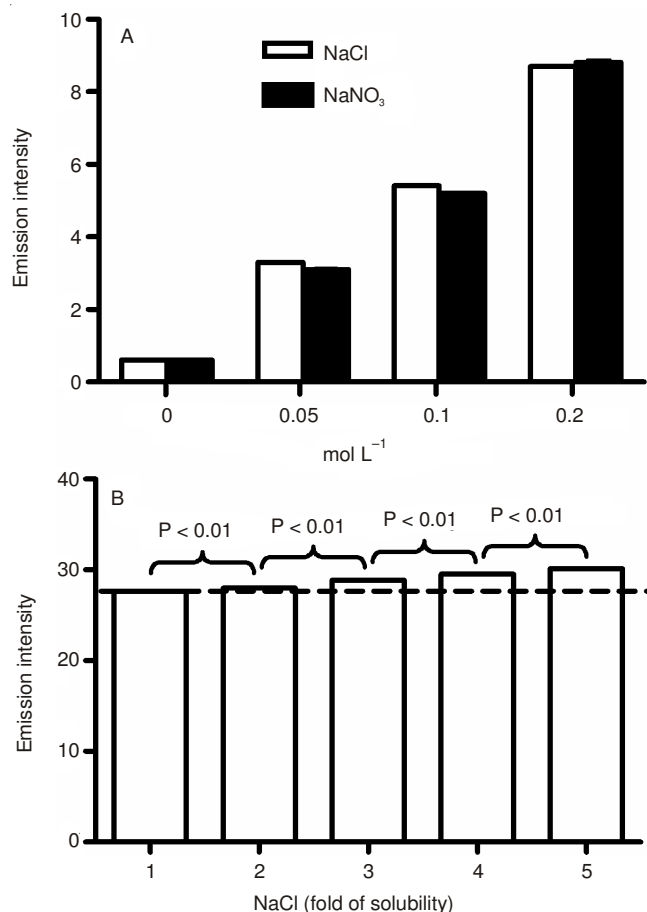 A
NaCl
NaNO₃
Emission intensity
10
8
6
4
2
0
0 0.05 0.1 0.2
mol L⁻¹
B
P < 0.01 P < 0.01 P < 0.01 P < 0.01
Emission intensity
40
30
20
10
0
1 2 3 4 5
NaCl (fold of solubility)